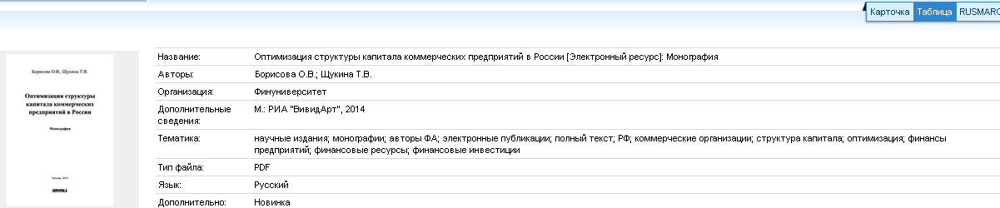 Карточка Таблица RUSMARC
Название: Оптимизация структуры капитала коммерческих предприятий в России [Электронный ресурс]: Монография
Авторы: Борисова О.В.; Щукина Т.В.
Организация: Финуниверситет
Дополнительные сведения: М.: РИА "ВивидАрт", 2014
Тематика: научные издания; монографии; авторы ФА; электронные публикации; полный текст; РФ; коммерческие организации; структура капитала; оптимизация; финансы
предприятий; финансовые ресурсы; финансовые инвестиции
Тип файла: PDF
Язык: Русский
Дополнительно: Новинка
Борисова О.В., Щукина Т.В.
Оптимизация структуры
капитала коммерческих
предприятий в России
Монография
Москва, 2014